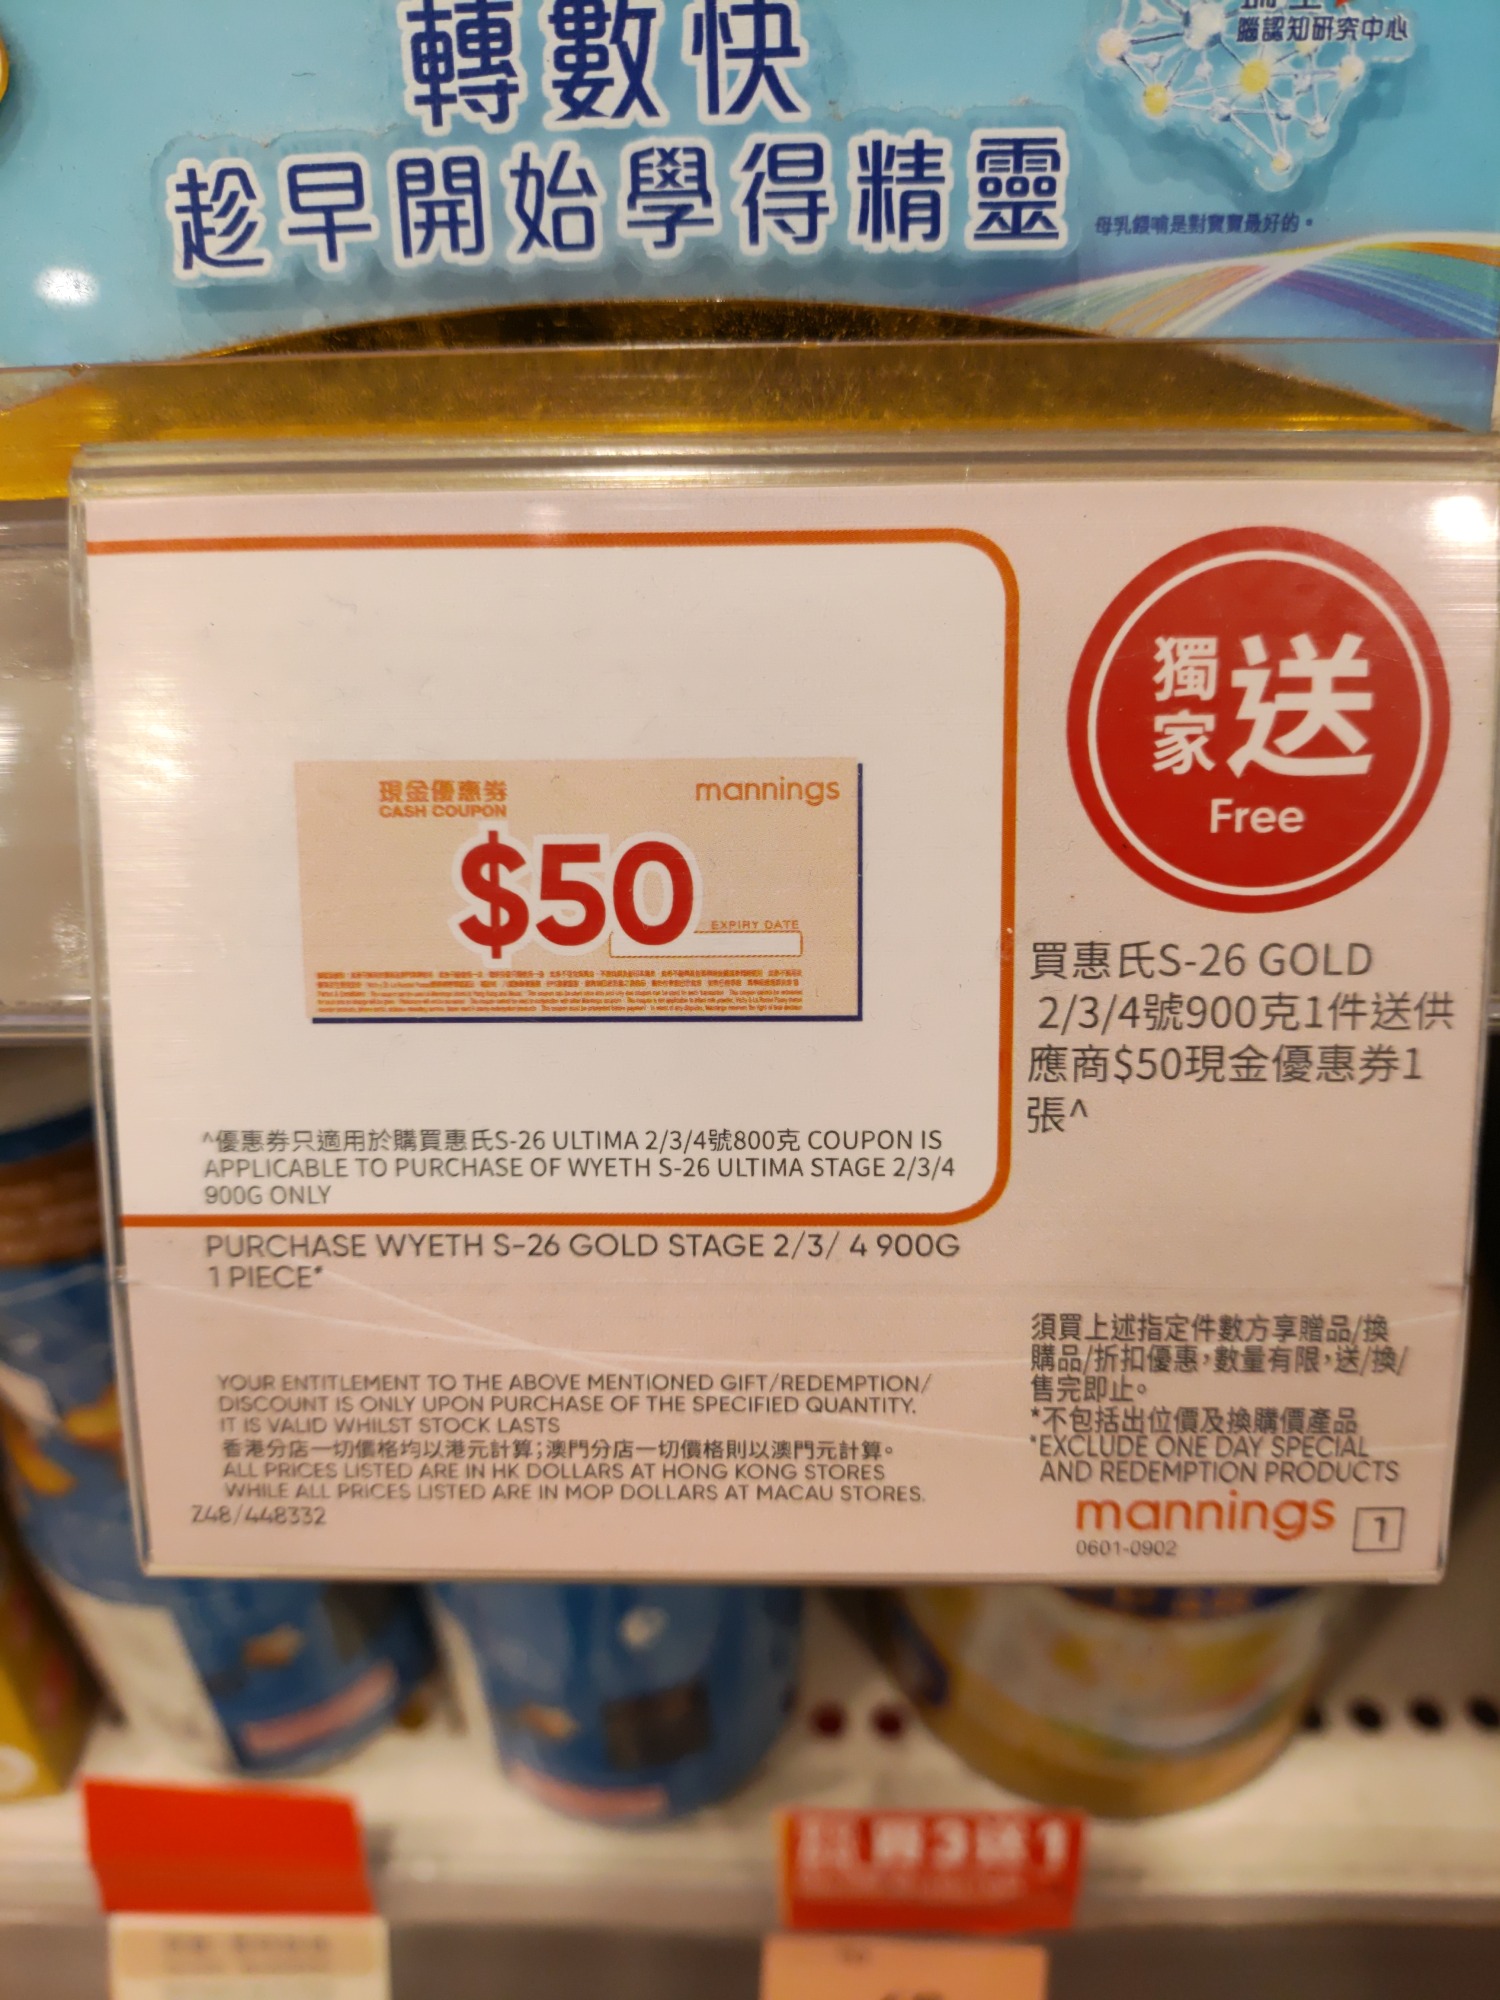 腦認知研究中心
轉數快
趁早開始學得精靈
母乳餵哺是對寶寶最好的。
獨家送
Free
現金優惠券
CASH COUPON
mannings
$50
EXPIRY DATE
買惠氏S-26 GOLD
2/3/4號900克1件送供
應商$50現金優惠券1
張^
^優惠券只適用於購買惠氏S-26 ULTIMA 2/3/4號800克 COUPON IS
APPLICABLE TO PURCHASE OF WYETH S-26 ULTIMA STAGE 2/3/4
900G ONLY
PURCHASE WYETH S-26 GOLD STAGE 2/3/ 4 900G
1 PIECE*
須買上述指定件數方享贈品/換
購品/折扣優惠,數量有限,送/換/
售完即止。
*不包括出位價及換購價產品
*EXCLUDE ONE DAY SPECIAL
AND REDEMPTION PRODUCTS
YOUR ENTITLEMENT TO THE ABOVE MENTIONED GIFT/REDEMPTION/
DISCOUNT IS ONLY UPON PURCHASE OF THE SPECIFIED QUANTITY.
IT IS VALID WHILST STOCK LASTS
香港分店一切價格均以港元計算;澳門分店一切價格則以澳門元計算。
ALL PRICES LISTED ARE IN HK DOLLARS AT HONG KONG STORES
WHILE ALL PRICES LISTED ARE IN MOP DOLLARS AT MACAU STORES.
Z48/448332
mannings
1
0601-0902
買3送1